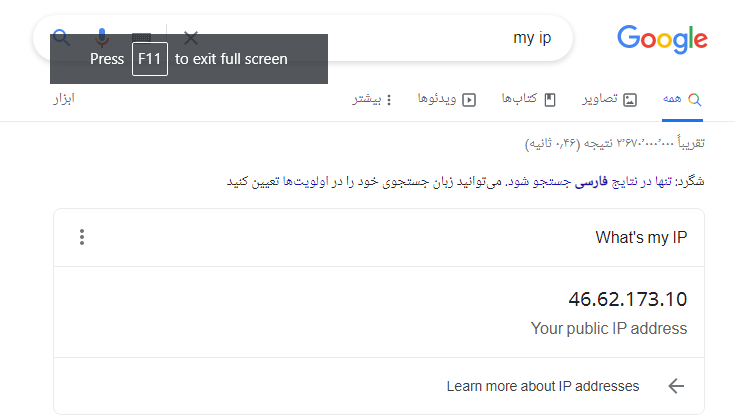 my ip
Google
Press F11 to exit full screen
همه
تصاویر
کتاب‌ها
ویدئوها
بیشتر
ابزار
تقریباً ۳٬۶۷۰٬۰۰۰٬۰۰۰ نتیجه (۰٫۴۶ ثانیه)
شگرد: تنها در نتایج فارسی جستجو شود. می‌توانید زبان جستجوی خود را در اولویت‌ها تعیین کنید
What's my IP
46.62.173.10
Your public IP address
Learn more about IP addresses